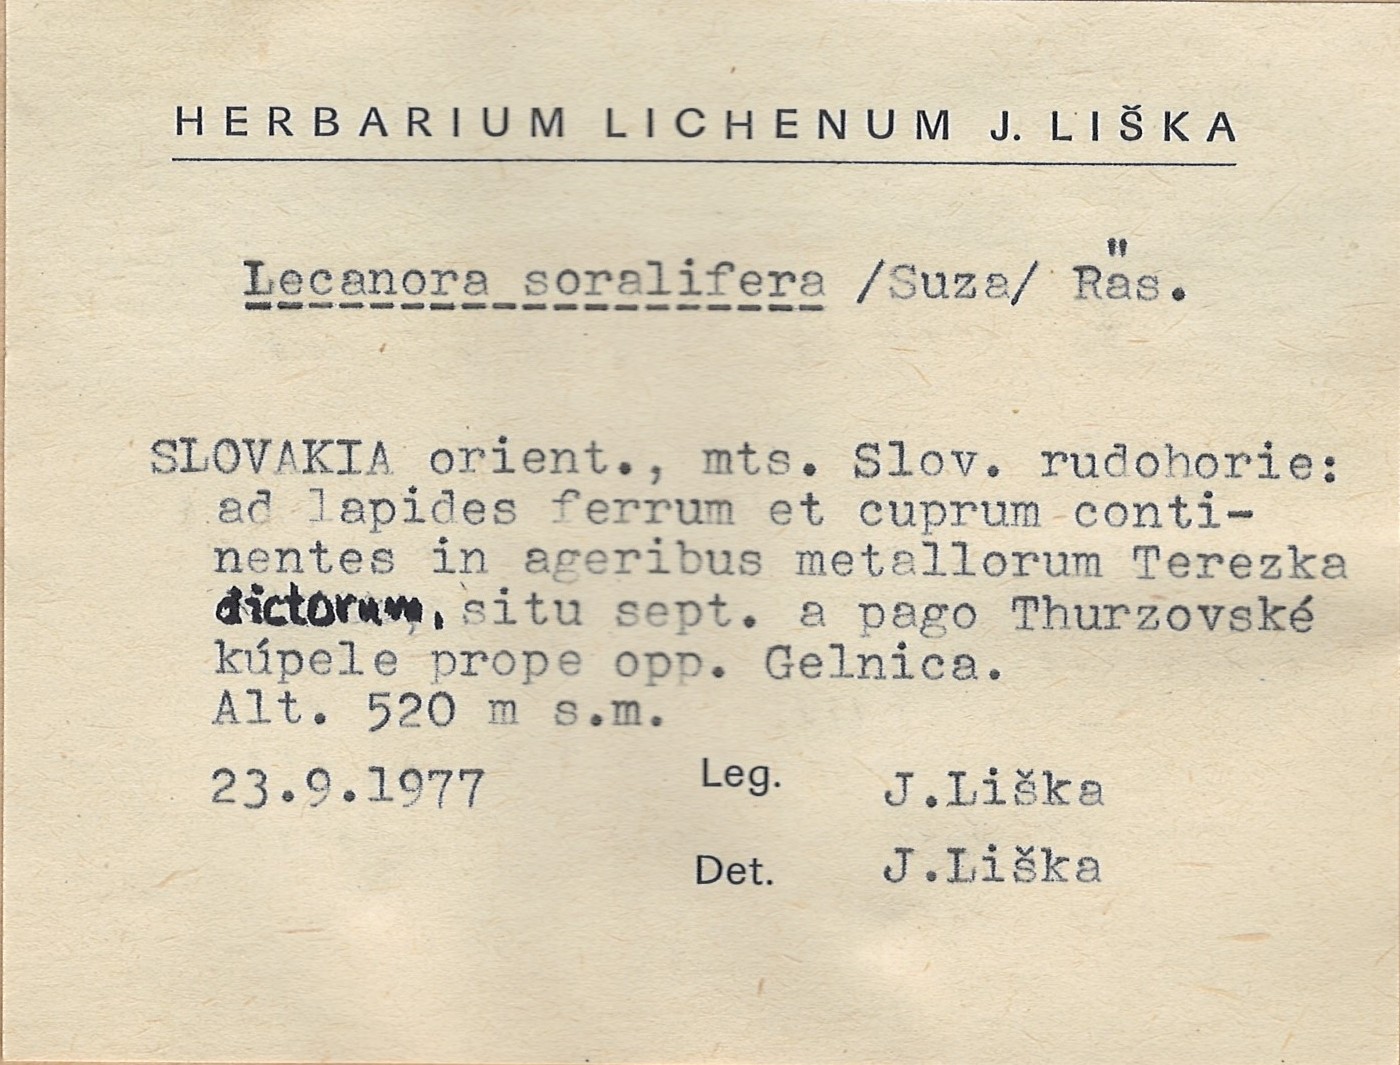 HERBARIUM LICHENUM J. LIŠKA
Lecanora soralifera /Suza/ Räs.
SLOVAKIA orient., mts. Slov. rudohorie:
ad lapides ferrum et cuprum conti-
nentes in ageribus metallorum Terezka
dictorum, situ sept. a pago Thurzovské
kúpele prope opp. Gelnica.
Alt. 520 m s.m.
23.9.1977 Leg. J.Liška
Det. J.Liška